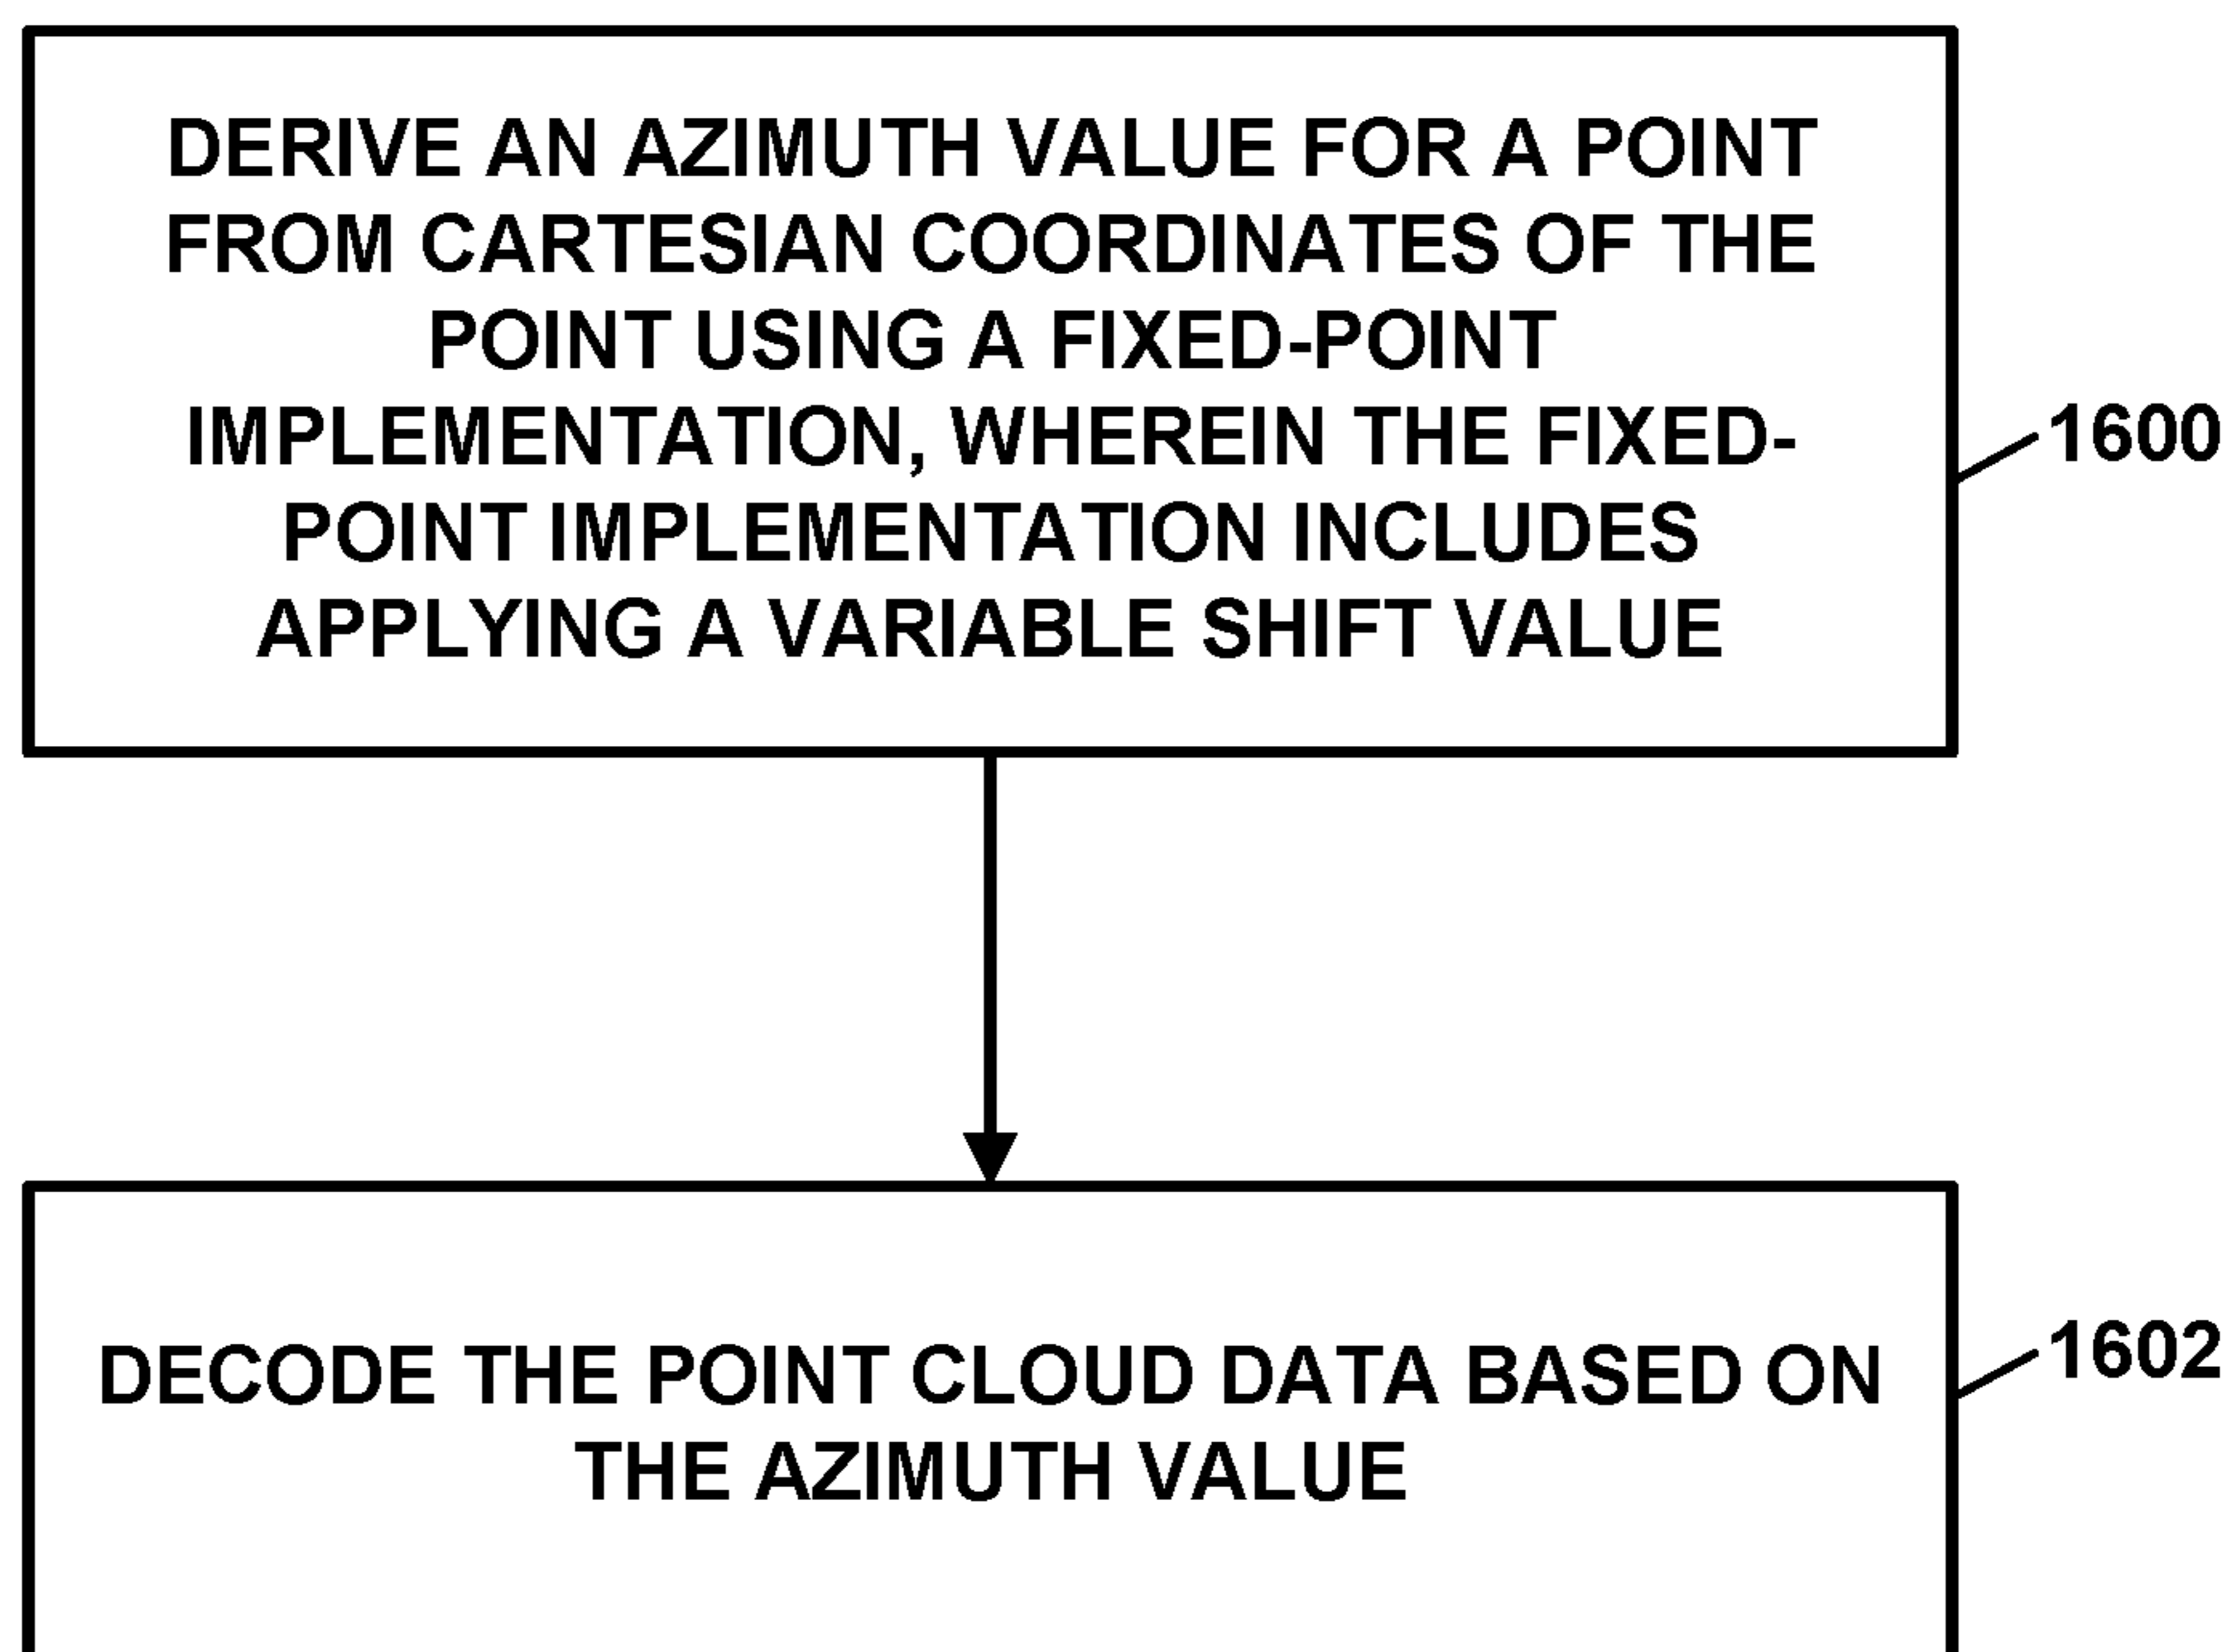 DERIVE AN AZIMUTH VALUE FOR A POINT
FROM CARTESIAN COORDINATES OF THE
POINT USING A FIXED-POINT
IMPLEMENTATION, WHEREIN THE FIXED-
POINT IMPLEMENTATION INCLUDES
APPLYING A VARIABLE SHIFT VALUE
1600
DECODE THE POINT CLOUD DATA BASED ON
THE AZIMUTH VALUE
1602